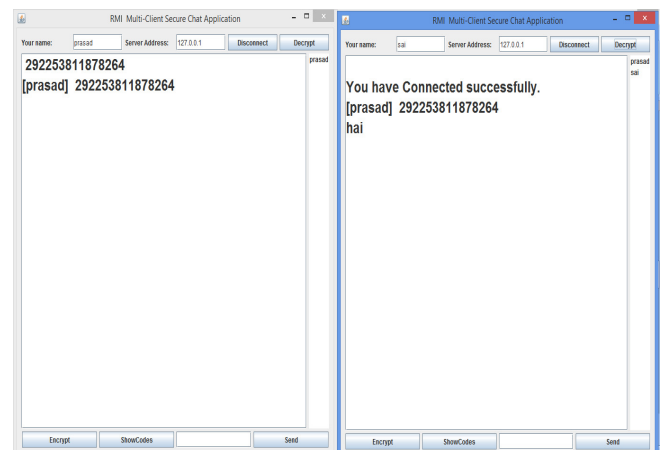 RMI Multi-Client Secure Chat Application
Your name: prasad Server Address: 127.0.0.1 Disconnect Decrypt
292253811878264
[prasad] 292253811878264
prasad
Encrypt ShowCodes Send
RMI Multi-Client Secure Chat Application
Your name: sai Server Address: 127.0.0.1 Disconnect Decrypt
You have Connected successfully.
[prasad] 292253811878264
hai
prasad
sai
Encrypt ShowCodes Send